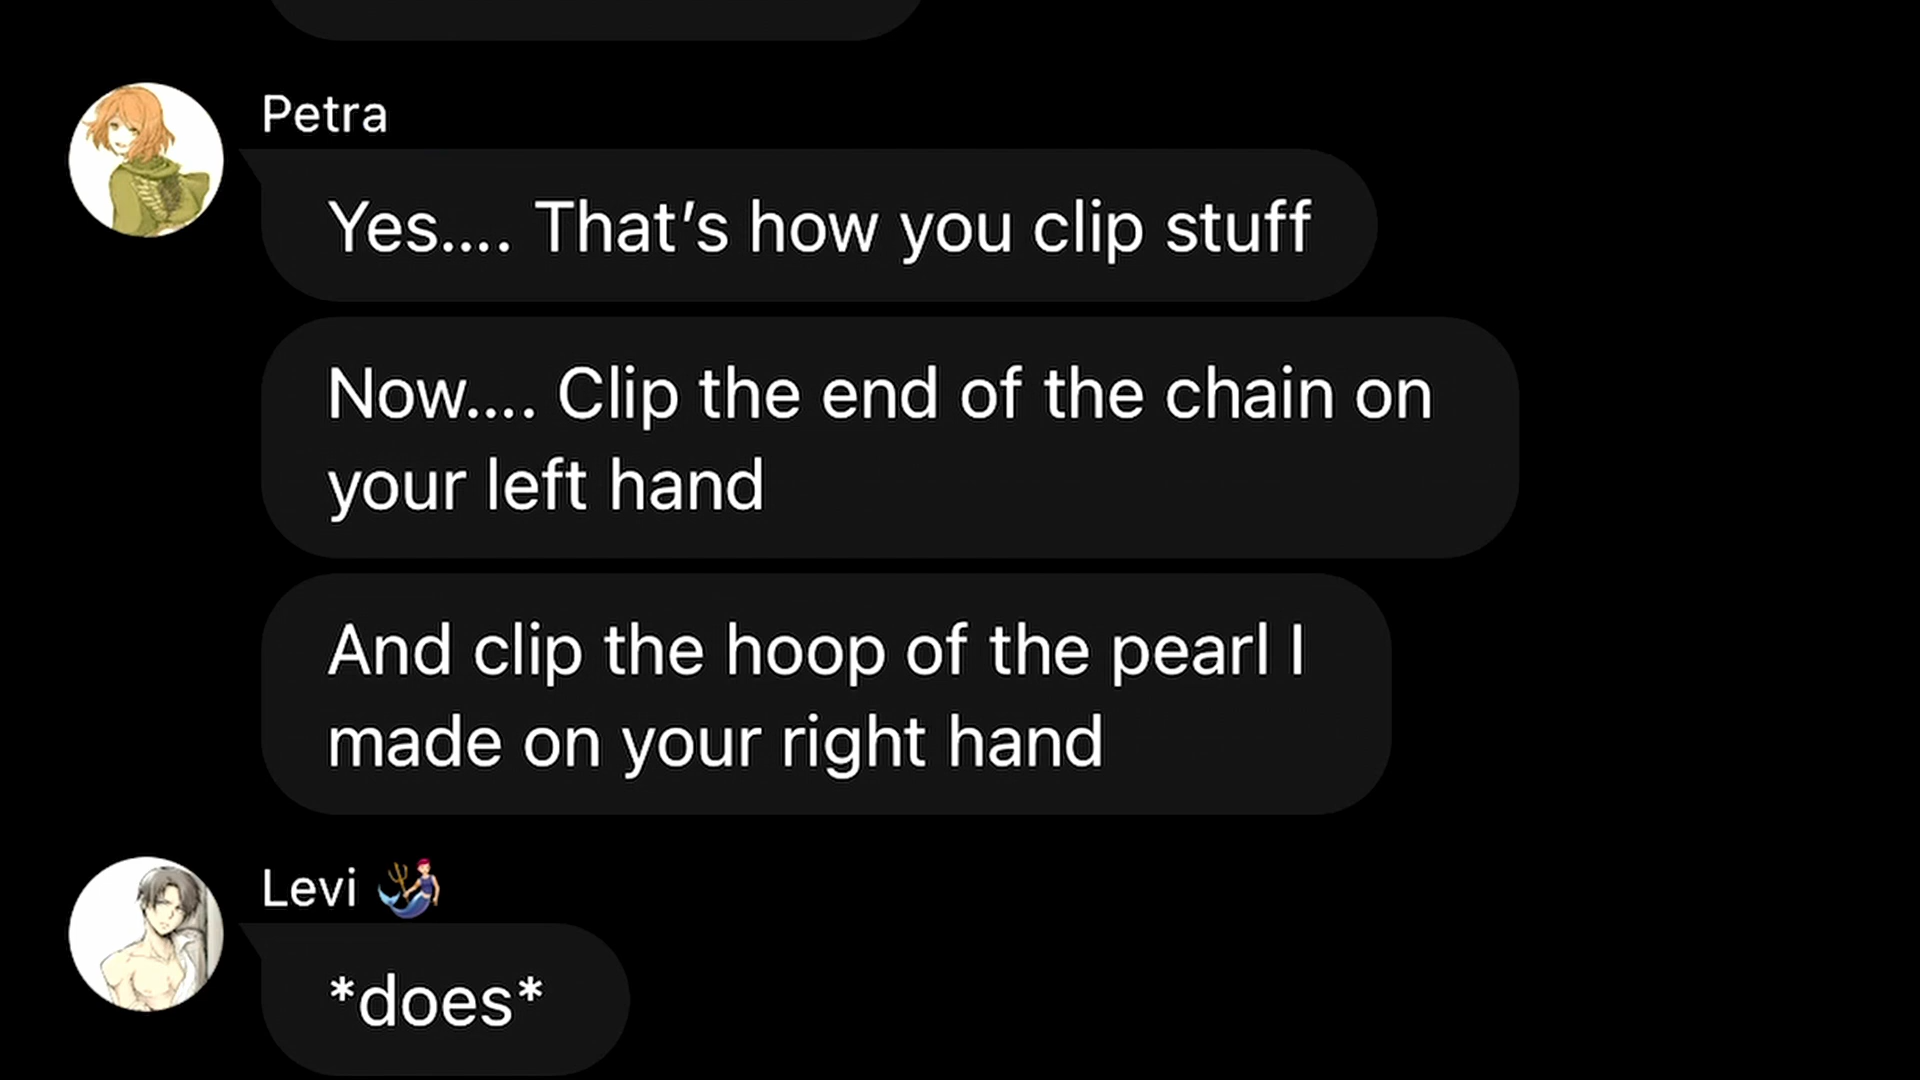 Petra
Yes.... That’s how you clip stuff
Now.... Clip the end of the chain on
your left hand
And clip the hoop of the pearl I
made on your right hand
Levi 🧜‍♂️
*does*